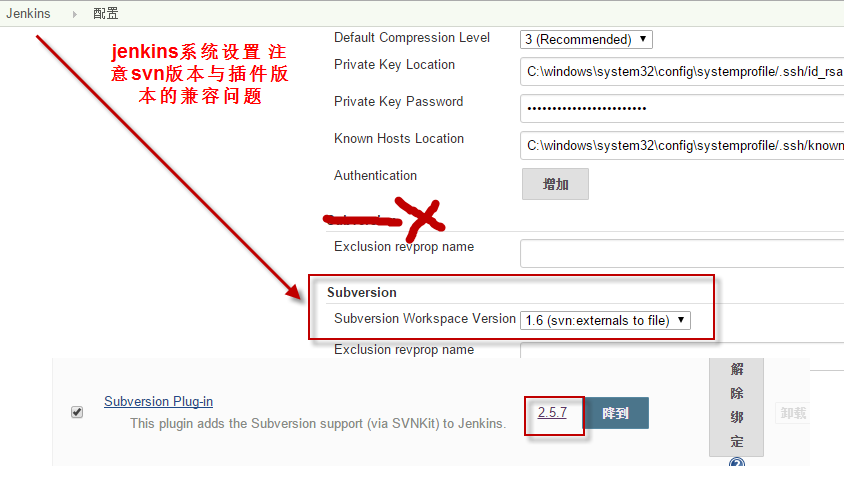 Jenkins 配置
jenkins系统设置 注
意svn版本与插件版
本的兼容问题
Default Compression Level 3 (Recommended)
Private Key Location C:\windows\system32\config\systemprofile/.ssh/id_rsa
Private Key Password ••••••••••••••••••••••••
Known Hosts Location C:\windows\system32\config\systemprofile/.ssh/known
Authentication 增加
Exclusion revprop name
Subversion
Subversion Workspace Version 1.6 (svn:externals to file)
Exclusion revprop name
Subversion Plug-in
This plugin adds the Subversion support (via SVNKit) to Jenkins.
2.5.7 降到
解
除
绑
定
卸载